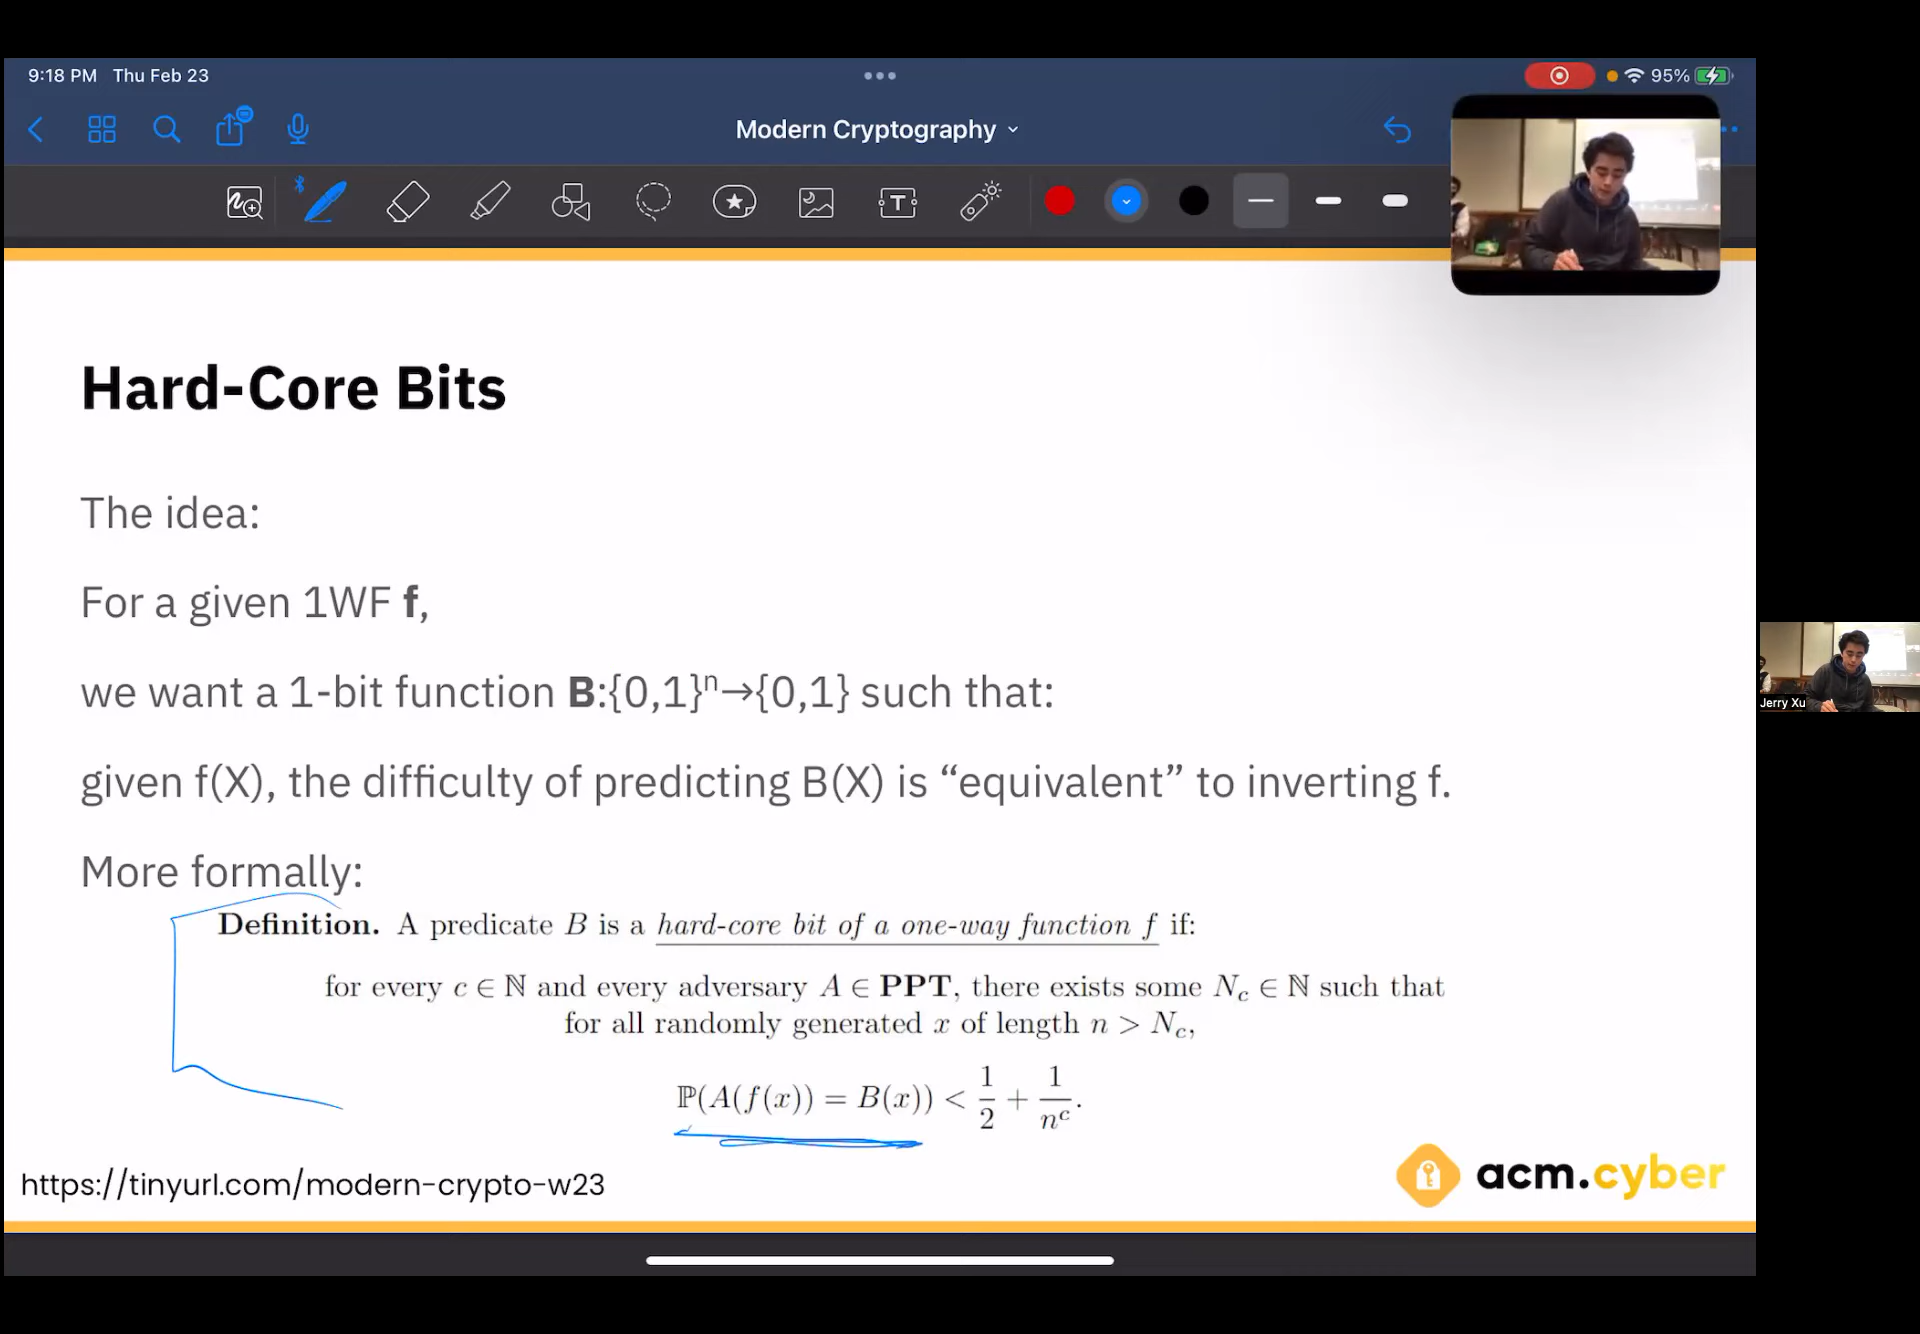 9:18 PM Thu Feb 23
95%
Modern Cryptography
T
Hard-Core Bits
The idea:
For a given 1WF f,
we want a 1-bit function B:{0,1}ⁿ→{0,1} such that:
given f(X), the difficulty of predicting B(X) is “equivalent” to inverting f.
More formally:
Definition. A predicate B is a hard-core bit of a one-way function f if:
for every c ∈ ℕ and every adversary A ∈ PPT, there exists some N_c ∈ ℕ such that
for all randomly generated x of length n > N_c,
ℙ(A(f(x)) = B(x)) < 1/2 + 1/n^c.
https://tinyurl.com/modern-crypto-w23
acm.cyber
Jerry Xu